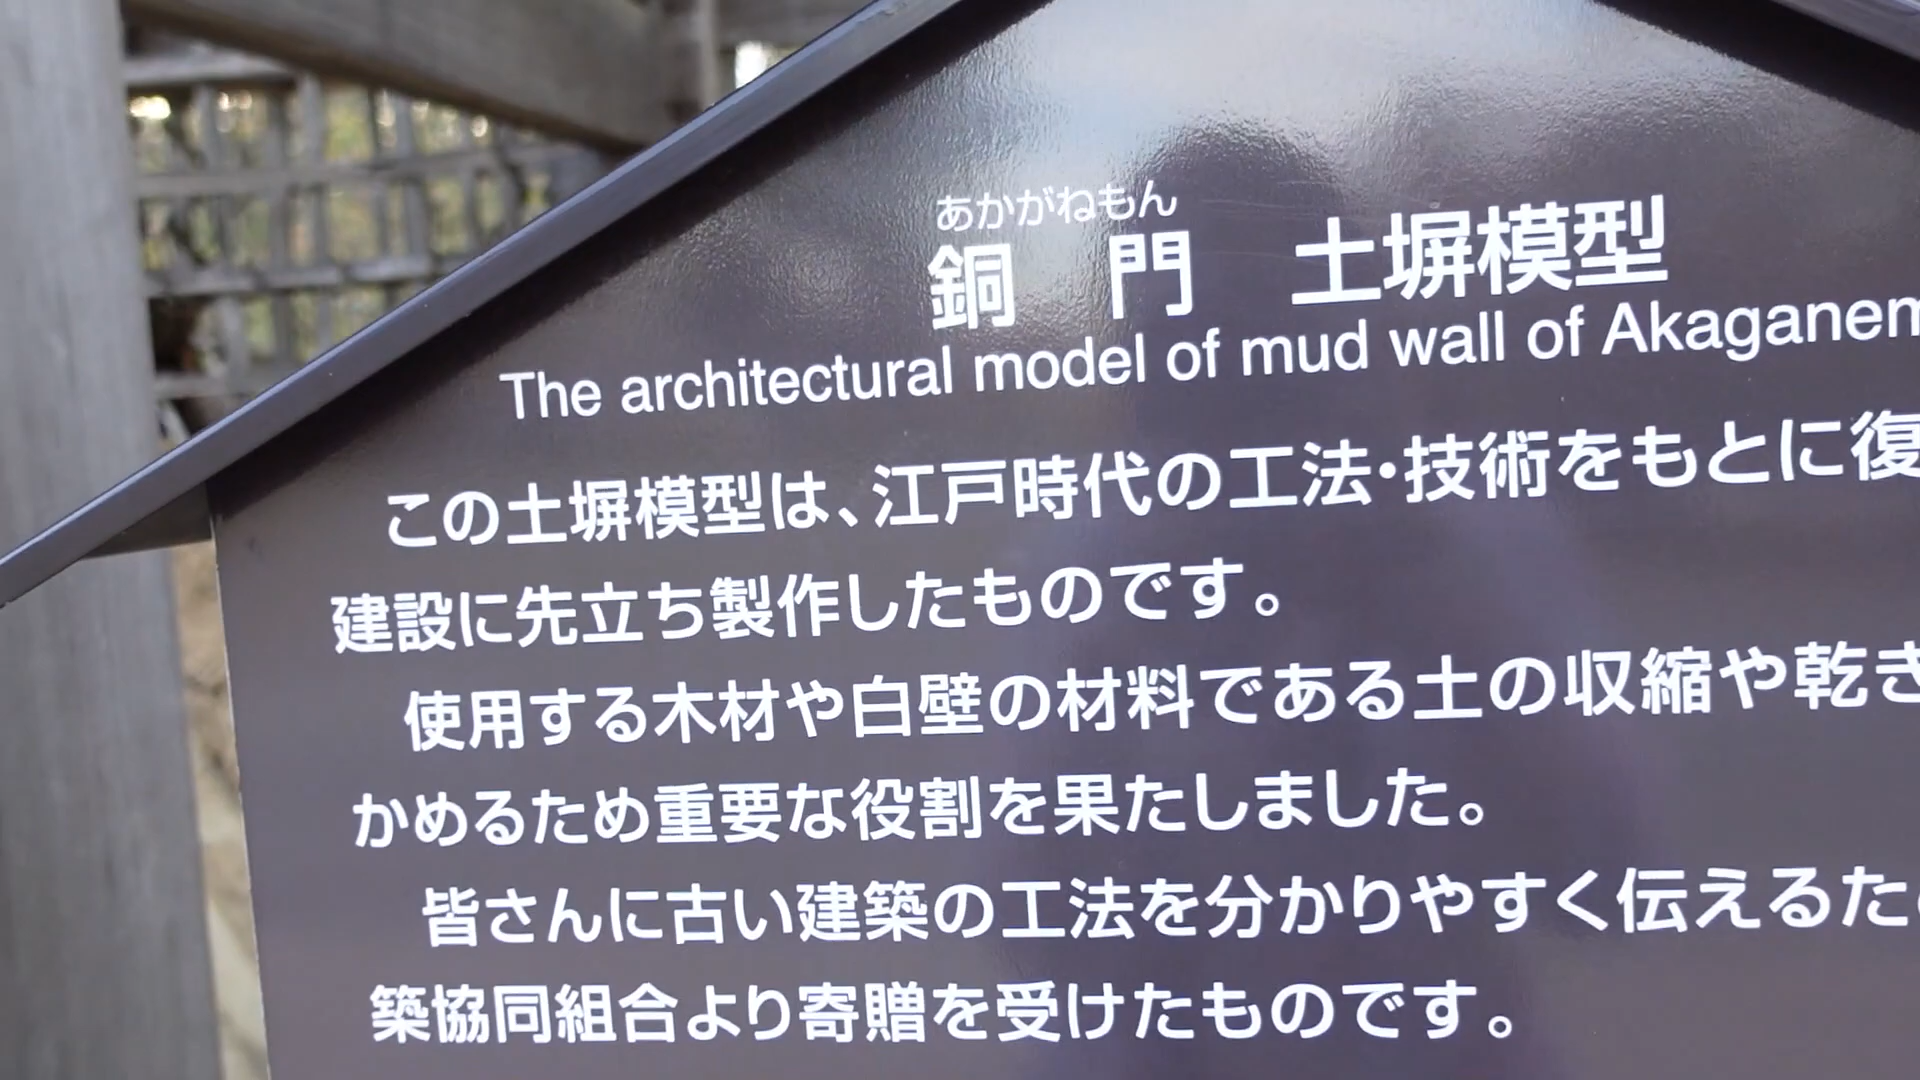 あかがねもん
銅門 土塀模型
The architectural model of mud wall of Akaganem
この土塀模型は、江戸時代の工法・技術をもとに復
建設に先立ち製作したものです。
使用する木材や白壁の材料である土の収縮や乾き
かめるため重要な役割を果たしました。
皆さんに古い建築の工法を分かりやすく伝えるた
築協同組合より寄贈を受けたものです。